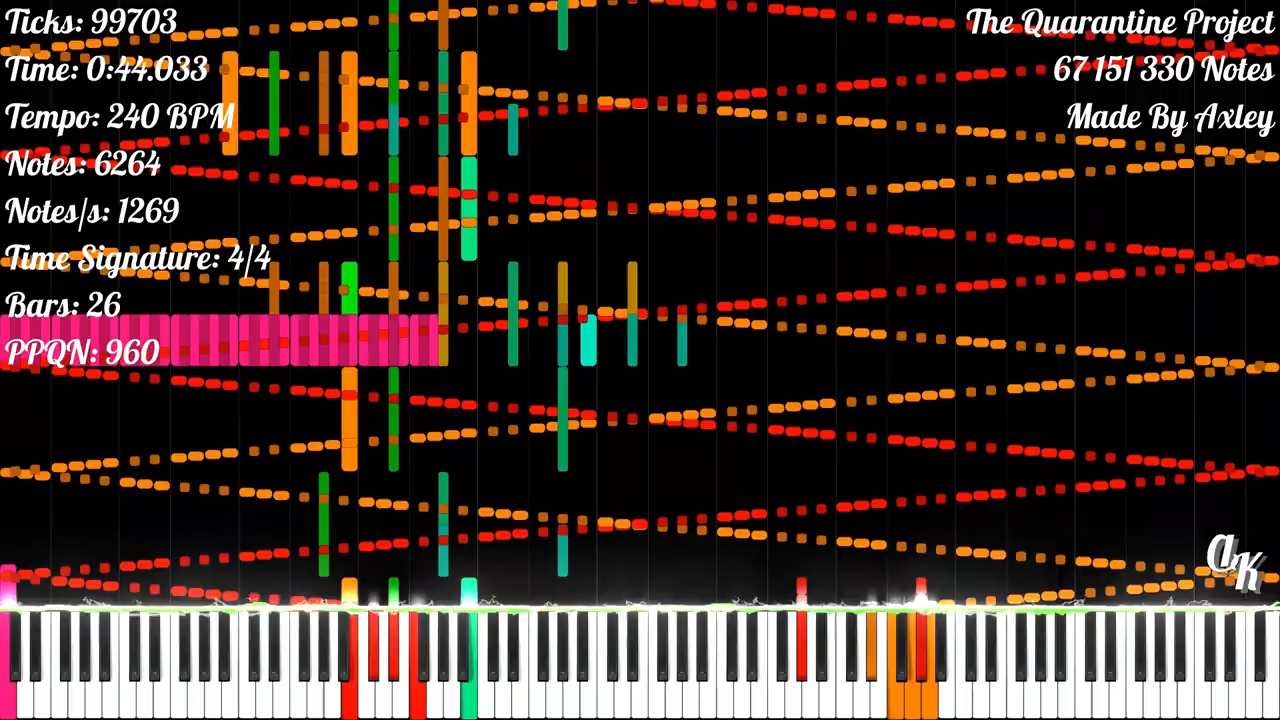 Ticks: 99703
Time: 0:44.033
Tempo: 240 BPM
Notes: 6264
Notes/s: 1269
Time Signature: 4/4
Bars: 26
PPQN: 960
The Quarantine Project
67 151 330 Notes
Made By Axley
AK